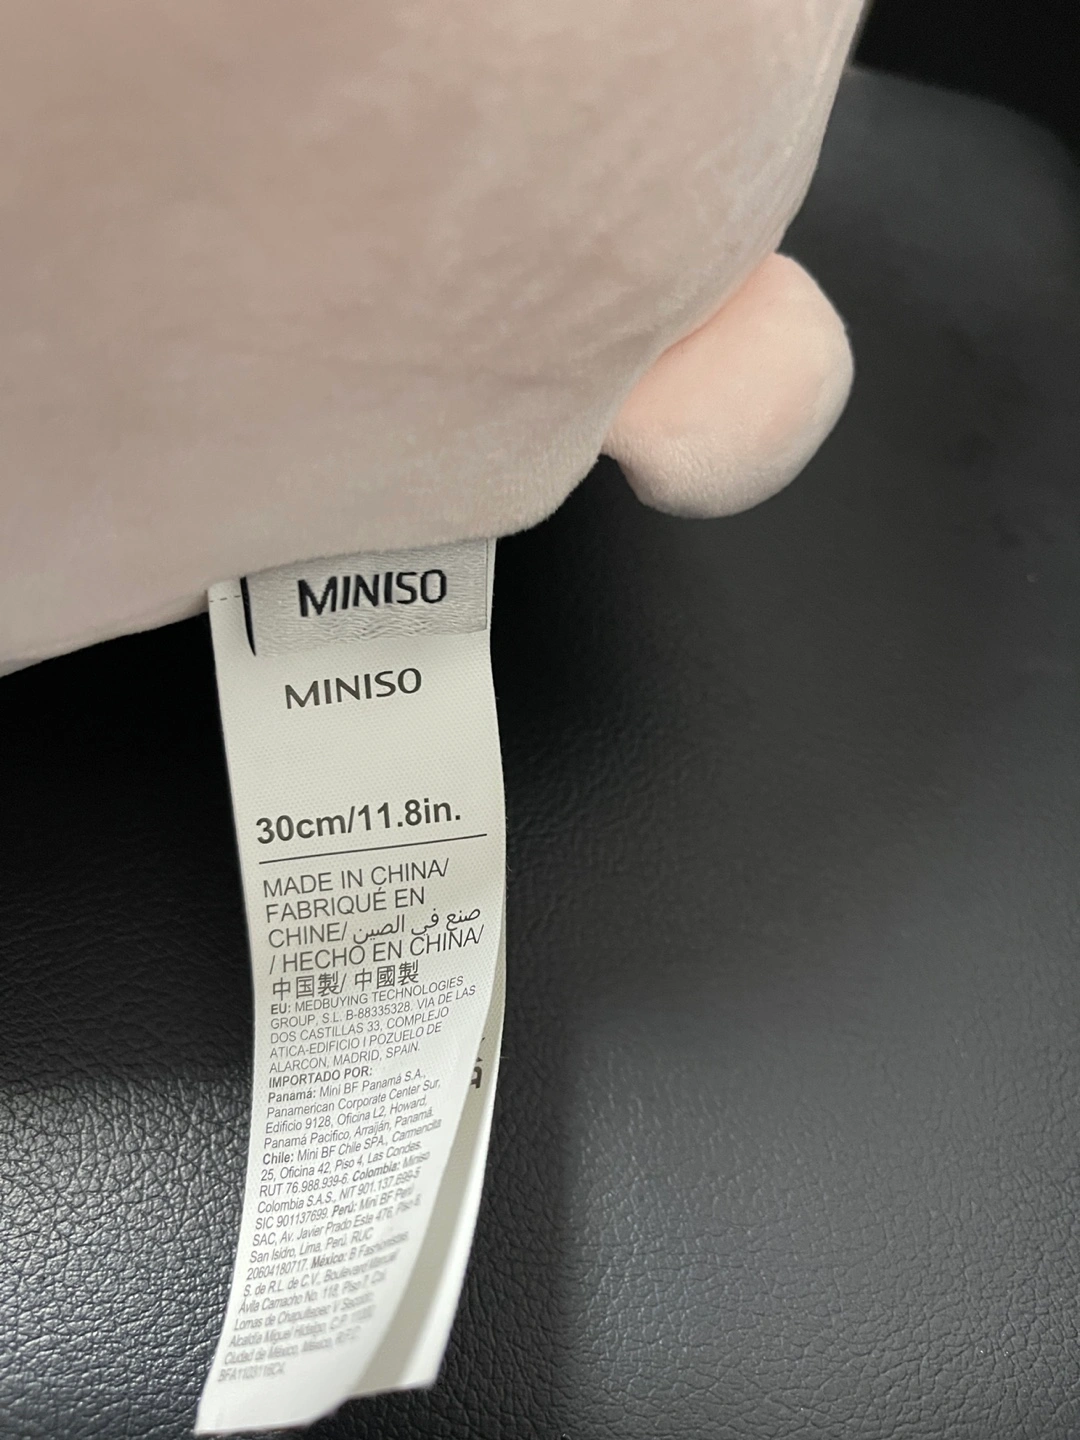 MINISO
MINISO
30cm/11.8in.
MADE IN CHINA/
FABRIQUÉ EN
CHINE/ صنع في الصين
/ HECHO EN CHINA/
中国製/ 中國製
EU: MEDBUYING TECHNOLOGIES
GROUP, S.L. B-88335328. VIA DE LAS
DOS CASTILLAS 33, COMPLEJO
ATICA-EDIFICIO I POZUELO DE
ALARCON, MADRID, SPAIN.
IMPORTADO POR:
Panamá: Mini BF Panamá S.A.,
Panamerican Corporate Center Sur,
Edificio 9128, Oficina L2, Howard,
Panamá Pacifico, Arraiján, Panamá.
Chile: Mini BF Chile SPA., Carmencita
25, Oficina 42, Piso 4, Las Condes.
RUT 76.988.939-6. Colombia: Miniso
Colombia S.A.S., NIT 901.137.699-5
SIC 901137699. Perú: Mini BF Perú
SAC, Av. Javier Prado Este 476, Piso
San Isidro, Lima, Perú, RUC
20604180717. México: B Fashionistas,
S. de R.L. de C.V., Boulevard Manuel
Ávila Camacho No. 118, Piso
Lomas de Chapultepec V Sección,
Alcaldía Miguel Hidalgo, C.P.
Ciudad de México, México,